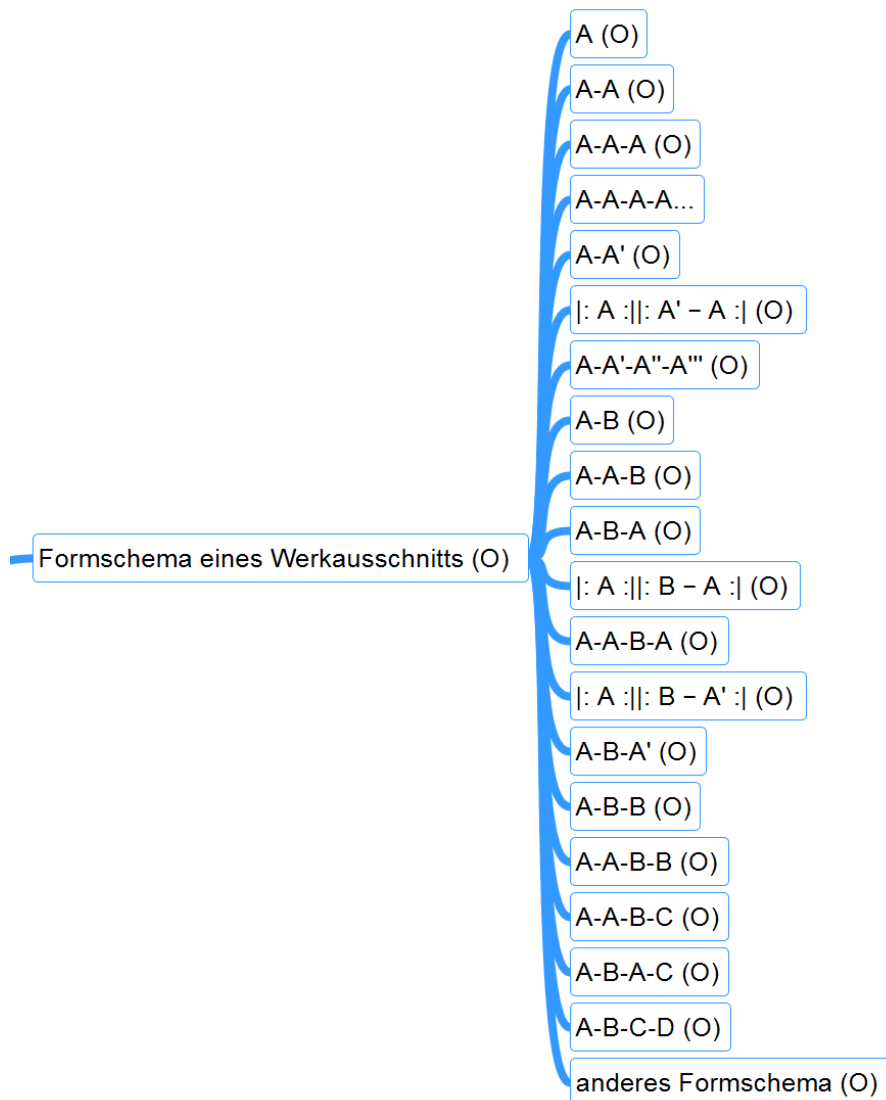 A (O)
A-A (O)
A-A-A (O)
A-A-A-A...
A-A' (O)
|: A :||: A' – A :| (O)
A-A'-A''-A''' (O)
A-B (O)
A-A-B (O)
A-B-A (O)
Formschema eines Werkausschnitts (O)
|: A :||: B – A :| (O)
A-A-B-A (O)
|: A :||: B – A' :| (O)
A-B-A' (O)
A-B-B (O)
A-A-B-B (O)
A-A-B-C (O)
A-B-A-C (O)
A-B-C-D (O)
anderes Formschema (O)